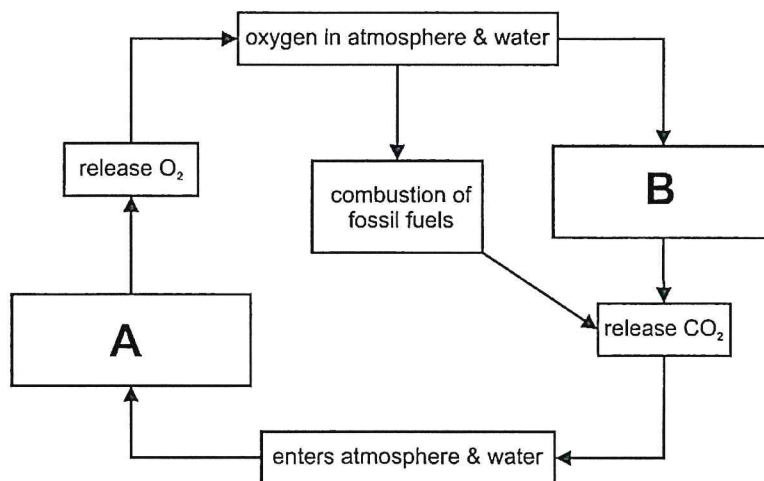 oxygen in atmosphere & water
release O₂
combustion of
fossil fuels
B
A
release CO₂
enters atmosphere & water